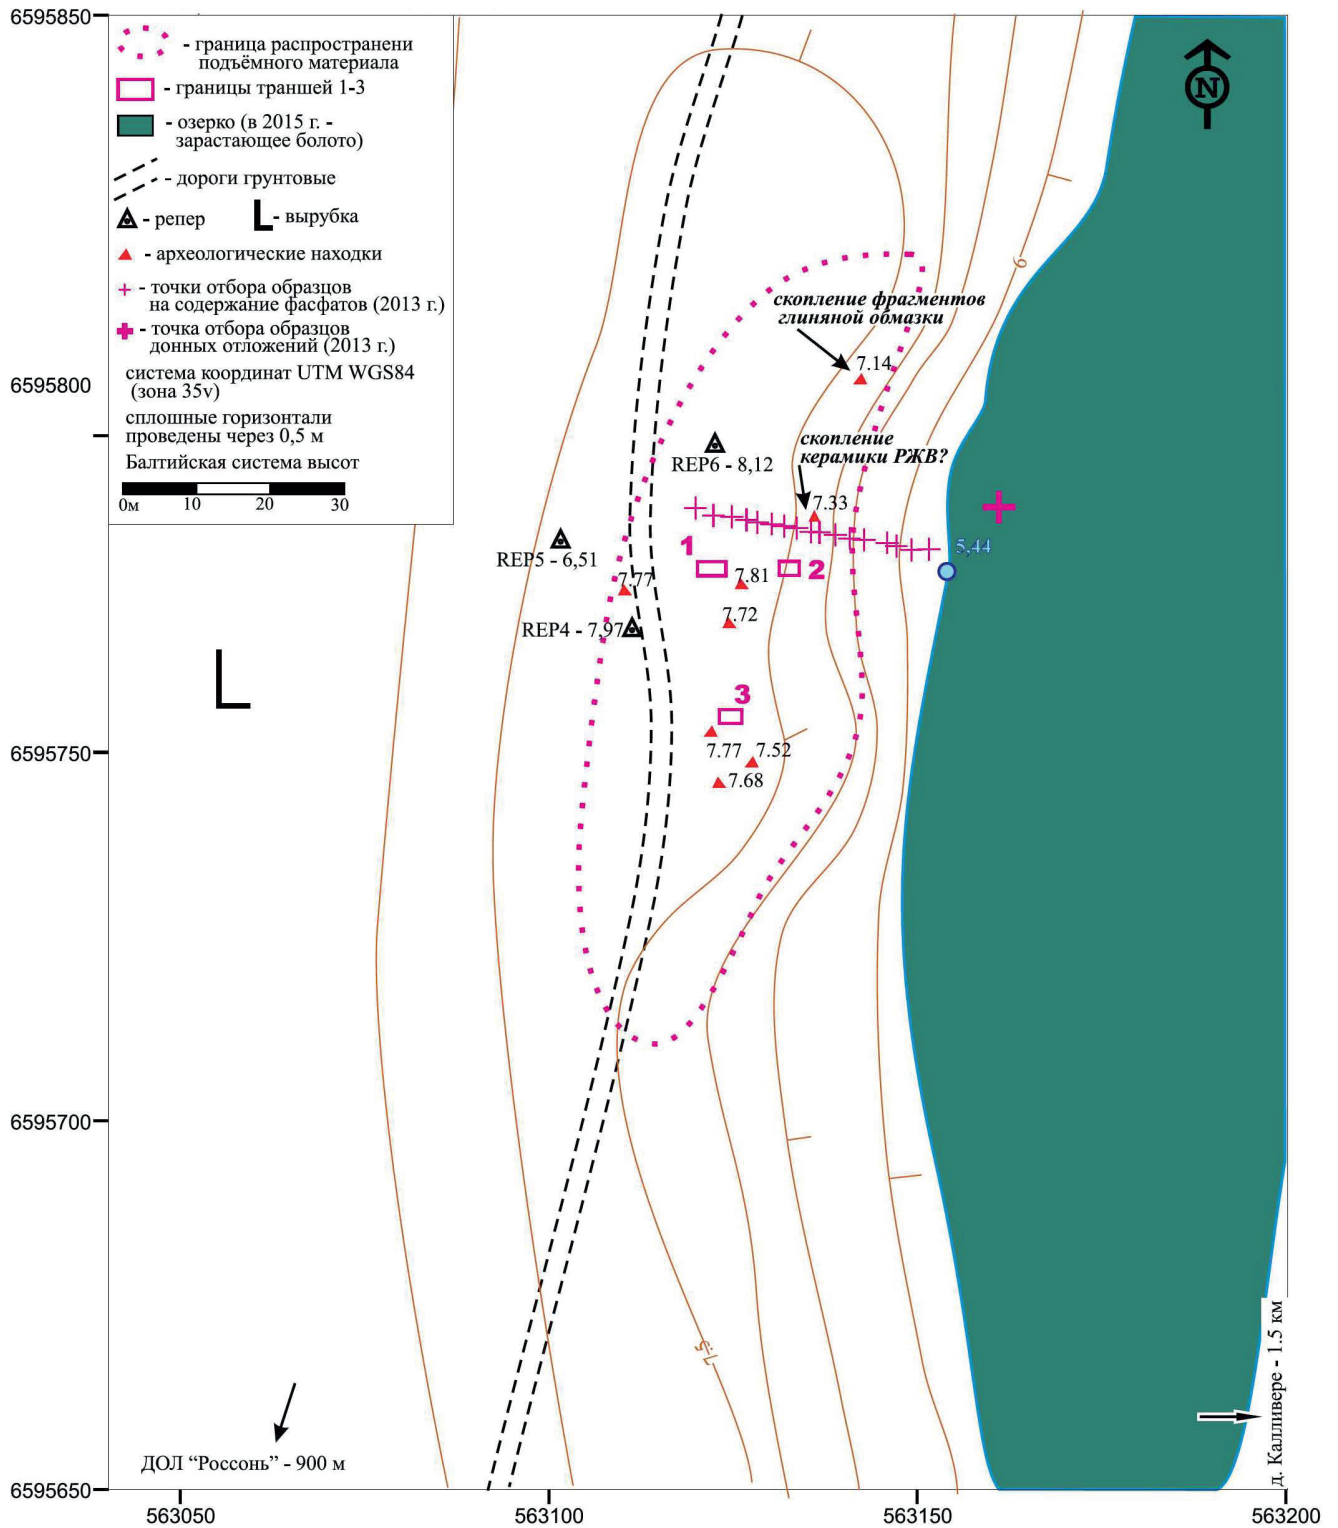 6595850
- граница распространени
подъёмного материала
- границы траншей 1-3
- озерко (в 2015 г. -
зарастающее болото)
- дороги грунтовые
- репер
- вырубка
- археологические находки
- точки отбора образцов
на содержание фасфатов (2013 г.)
- точка отбора образцов
донных отложений (2013 г.)
система координат UTM WGS84
(зона 35v)
сплошные горизонтали
проведены через 0,5 м
Балтийская система высот
0м 10 20 30
N
6
скопление фрагментов
глиняной обмазки
7.14
6595800
скопление
керамики РЖВ?
REP6 - 8,12
7.33
5,44
REP5 - 6,51
1
2
7.77
7.81
7.72
REP4 - 7,97
3
7.77
7.52
7.68
6595750
6595700
7,5
д. Калливере - 1.5 км
ДОЛ “Россонь” - 900 м
6595650
563050
563100
563150
563200